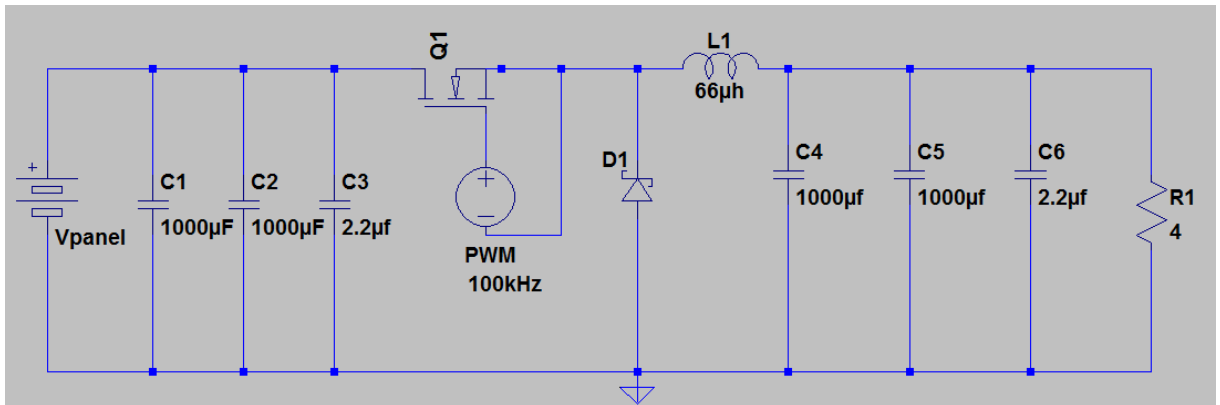 Q1
L1
66µh
+
Vpanel
C1
1000µF
C2
1000µF
C3
2.2µf
+
−
PWM
100kHz
D1
C4
1000µf
C5
1000µf
C6
2.2µf
R1
4